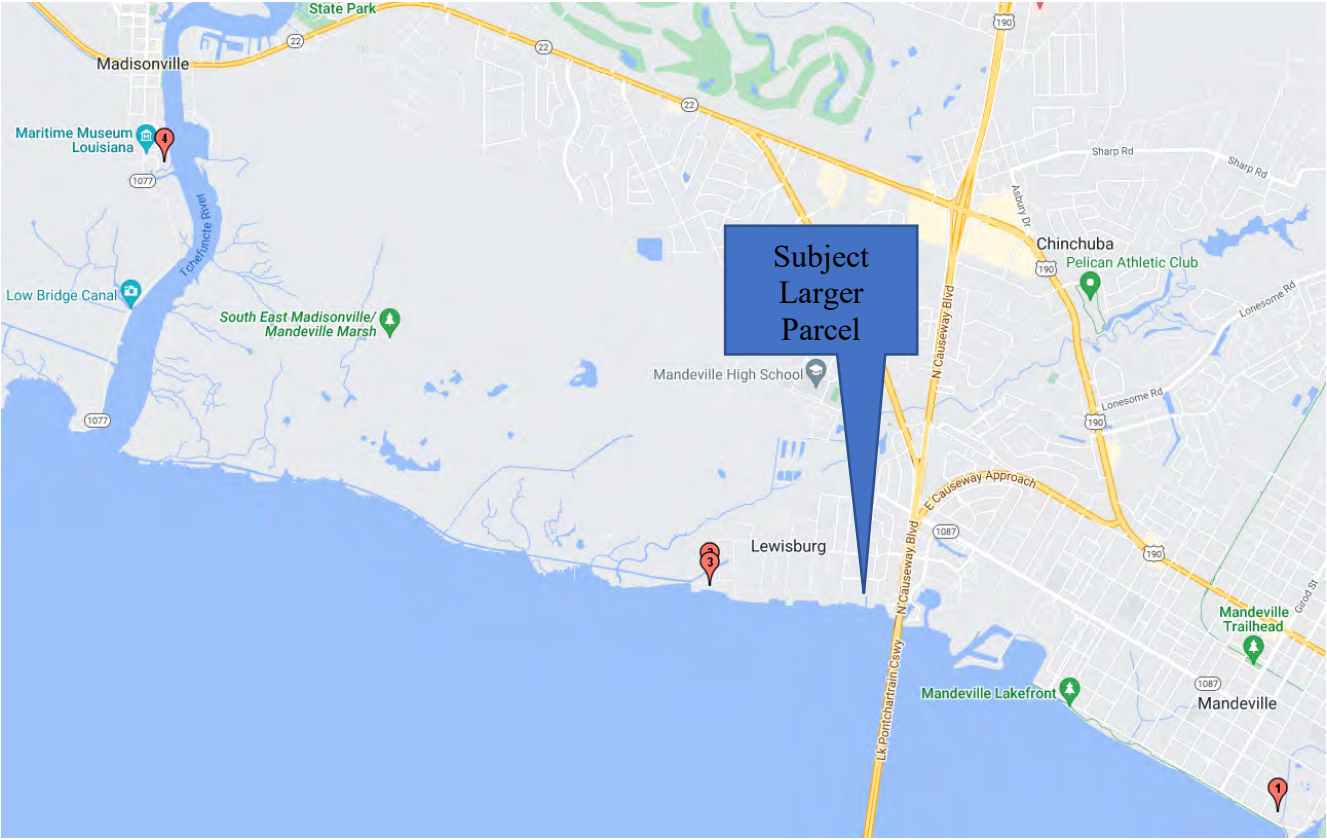 State Park
190
22
Madisonville
22
22
Maritime Museum
Louisiana
4
1077
Sharp Rd
Sharp Rd
Asbury Dr
Tchefuncte River
Subject
Larger
Parcel
Chinchuba
190
Pelican Athletic Club
Low Bridge Canal
Lonesome Rd
South East Madisonville/
Mandeville Marsh
N Causeway Blvd
Mandeville High School
Lonesome Rd
1077
190
E Causeway Approach
1087
Lewisburg
3
190
N Causeway Blvd
Girod St
Mandeville
Trailhead
Lk Pontchartrain Cswy
Mandeville Lakefront
1087
Mandeville
1